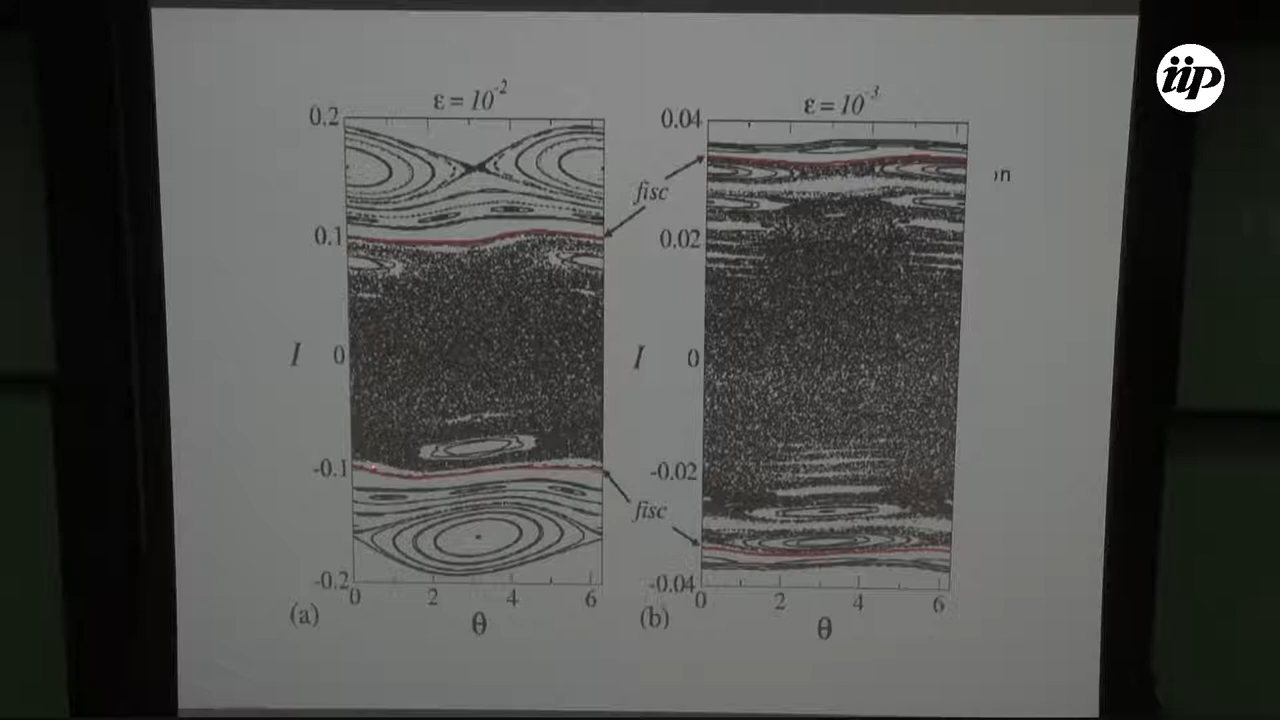 iip
ε = 10⁻²
ε = 10⁻³
0.2
0.1
I 0
-0.1
-0.2
0 2 4 6
(a) θ
fisc
fisc
0.04
0.02
I 0
-0.02
-0.04
0 2 4 6
(b) θ